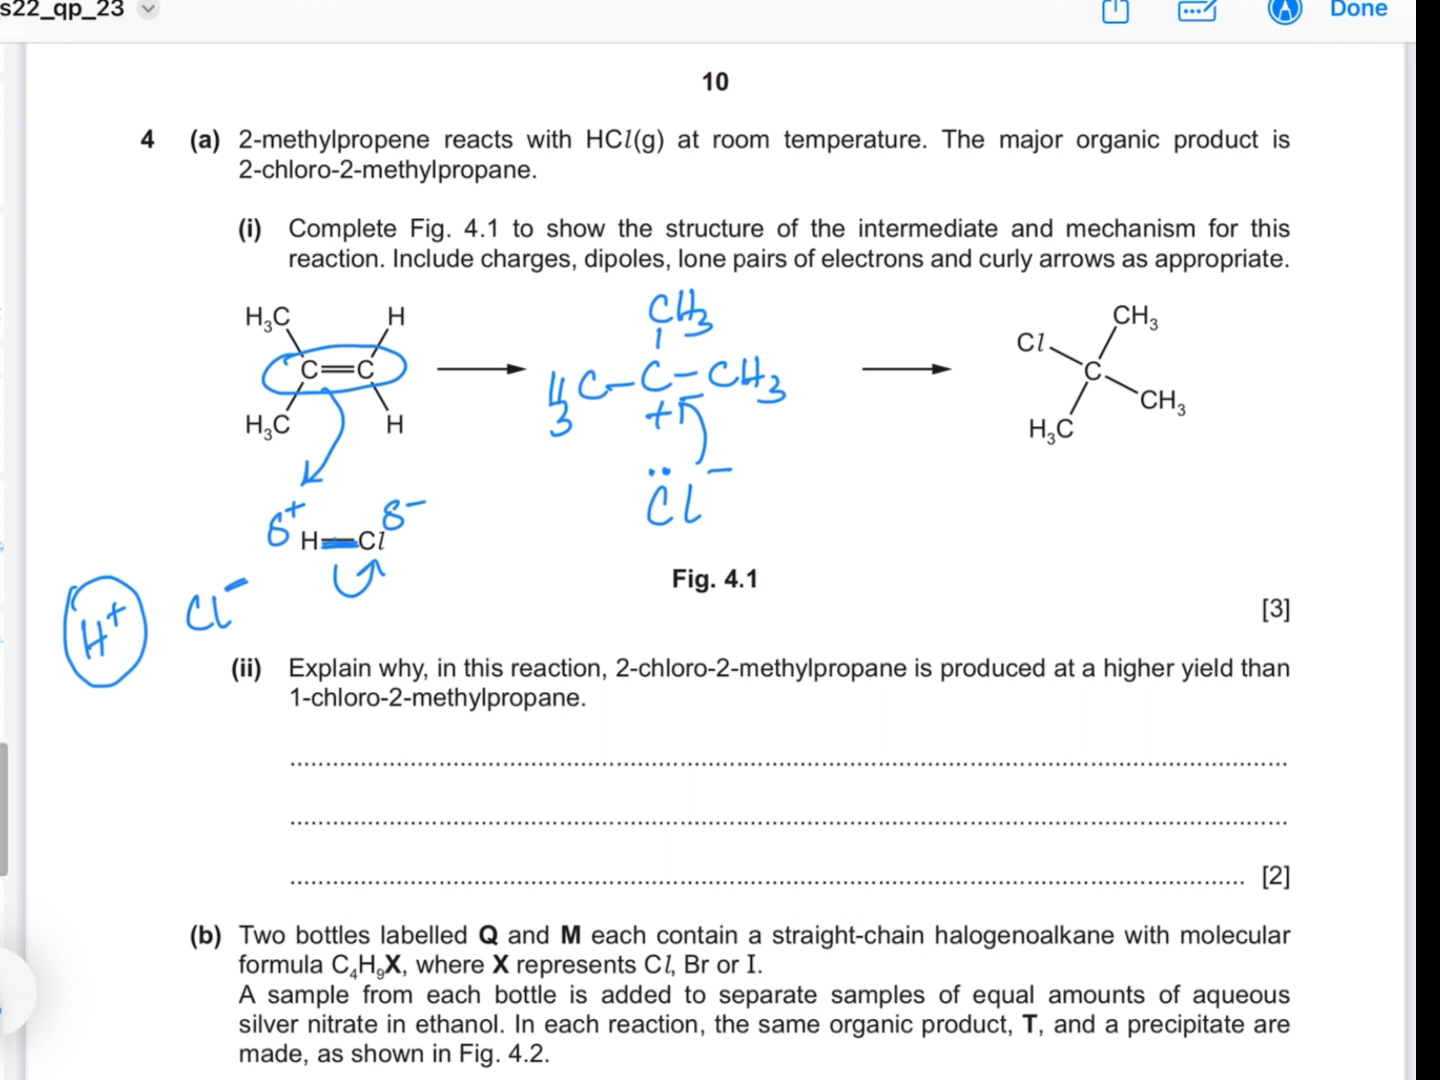 s22_qp_23
Done
10
4 (a) 2-methylpropene reacts with HCl(g) at room temperature. The major organic product is
2-chloro-2-methylpropane.
(i) Complete Fig. 4.1 to show the structure of the intermediate and mechanism for this
reaction. Include charges, dipoles, lone pairs of electrons and curly arrows as appropriate.
H₃C H
C=C
H₃C H
δ+ H–Cl δ−
H+ Cl−
CH3
H3C–C–CH3
+
Cl−
Cl CH₃
C
H₃C CH₃
Fig. 4.1
[3]
(ii) Explain why, in this reaction, 2-chloro-2-methylpropane is produced at a higher yield than
1-chloro-2-methylpropane.
[2]
(b) Two bottles labelled Q and M each contain a straight-chain halogenoalkane with molecular
formula C₄H₉X, where X represents Cl, Br or I.
A sample from each bottle is added to separate samples of equal amounts of aqueous
silver nitrate in ethanol. In each reaction, the same organic product, T, and a precipitate are
made, as shown in Fig. 4.2.